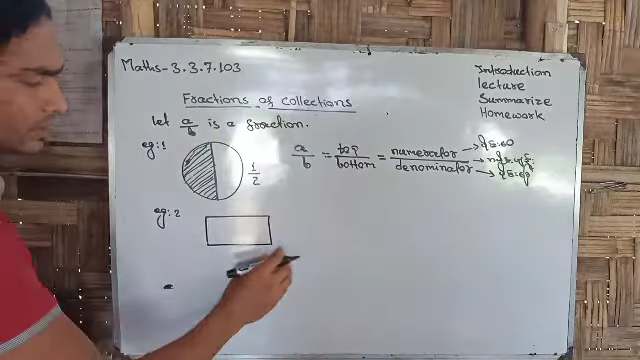 Maths-3.3.7.103
Introduction
lecture
Summarize
Homework
Fractions of collections
Let a/b is a fraction.
eg:1
1/2
a/b = top/bottom = numerator/denominator
eg:2